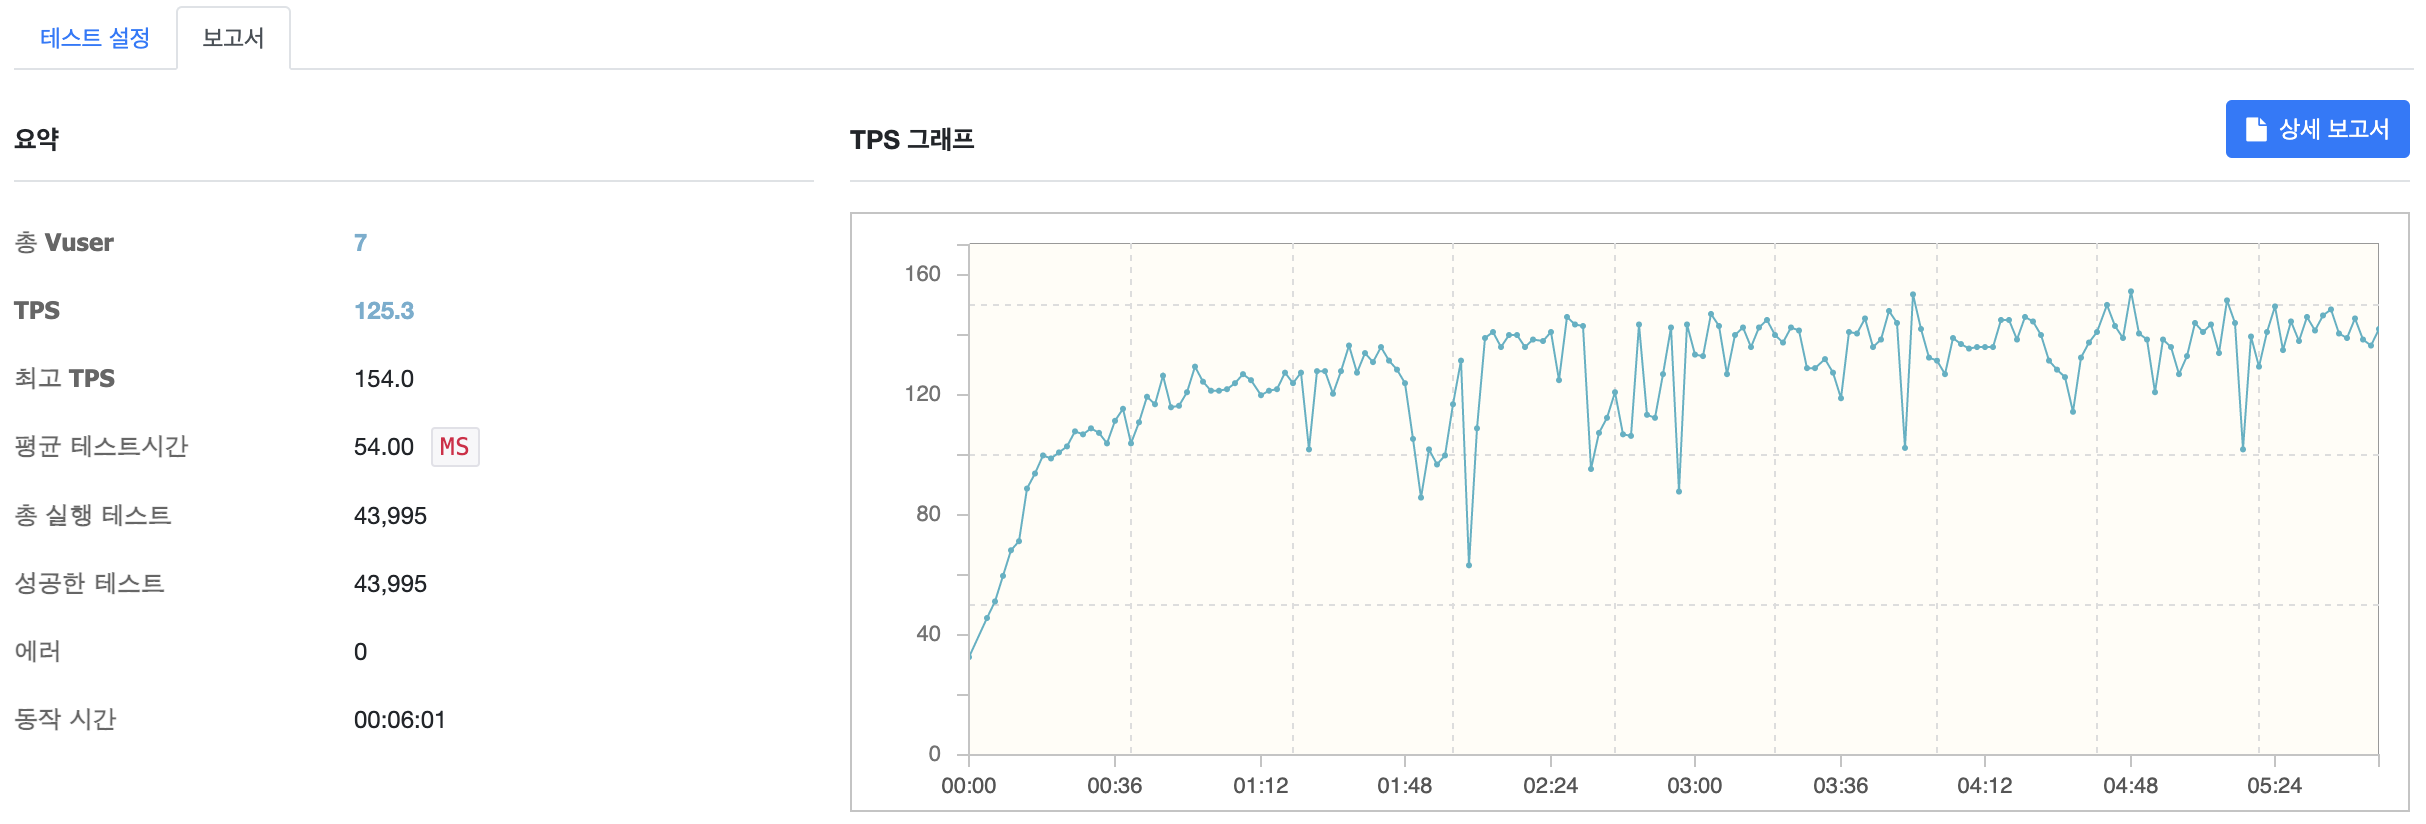 테스트 설정
보고서
요약
총 Vuser 7
TPS 125.3
최고 TPS 154.0
평균 테스트시간 54.00 MS
총 실행 테스트 43,995
성공한 테스트 43,995
에러 0
동작 시간 00:06:01
TPS 그래프
상세 보고서
160
120
80
40
0
00:00 00:36 01:12 01:48 02:24 03:00 03:36 04:12 04:48 05:24